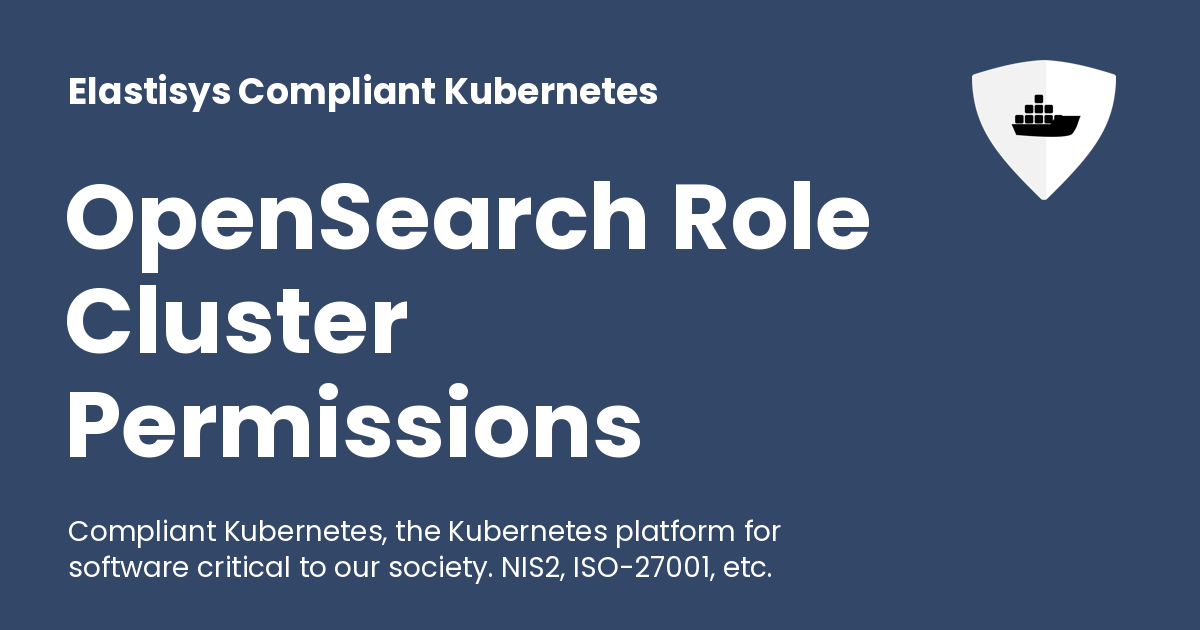 Elastisys Compliant Kubernetes
OpenSearch Role
Cluster
Permissions
Compliant Kubernetes, the Kubernetes platform for
software critical to our society. NIS2, ISO-27001, etc.